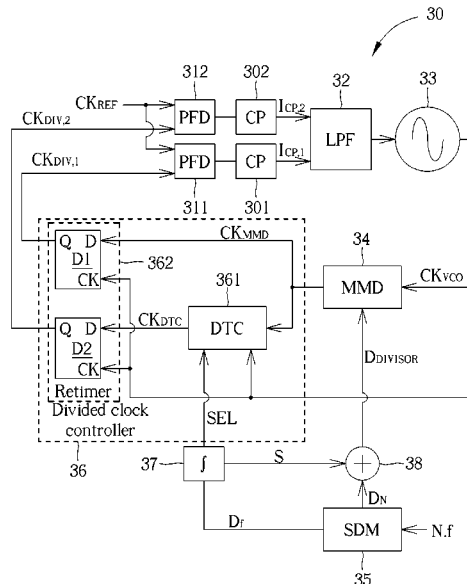 30
312
302
32
33
CKREF
PFD
CP
ICP,2
LPF
CKDIV,2
CKDIV,1
PFD
CP
ICP,1
311
301
Q D
D1
CK
362
CKMMD
34
361
MMD
CKVCO
CKDTC
DTC
Q D
D2
CK
DDIVISOR
Retimer
Divided clock
controller
SEL
36
37
∫
S
+
38
DN
Df
SDM
N.f
35